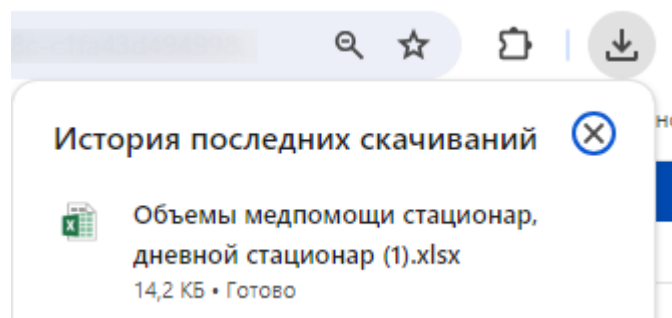 История последних скачиваний
Объемы медпомощи стационар,
дневной стационар (1).xlsx
14,2 КБ • Готово